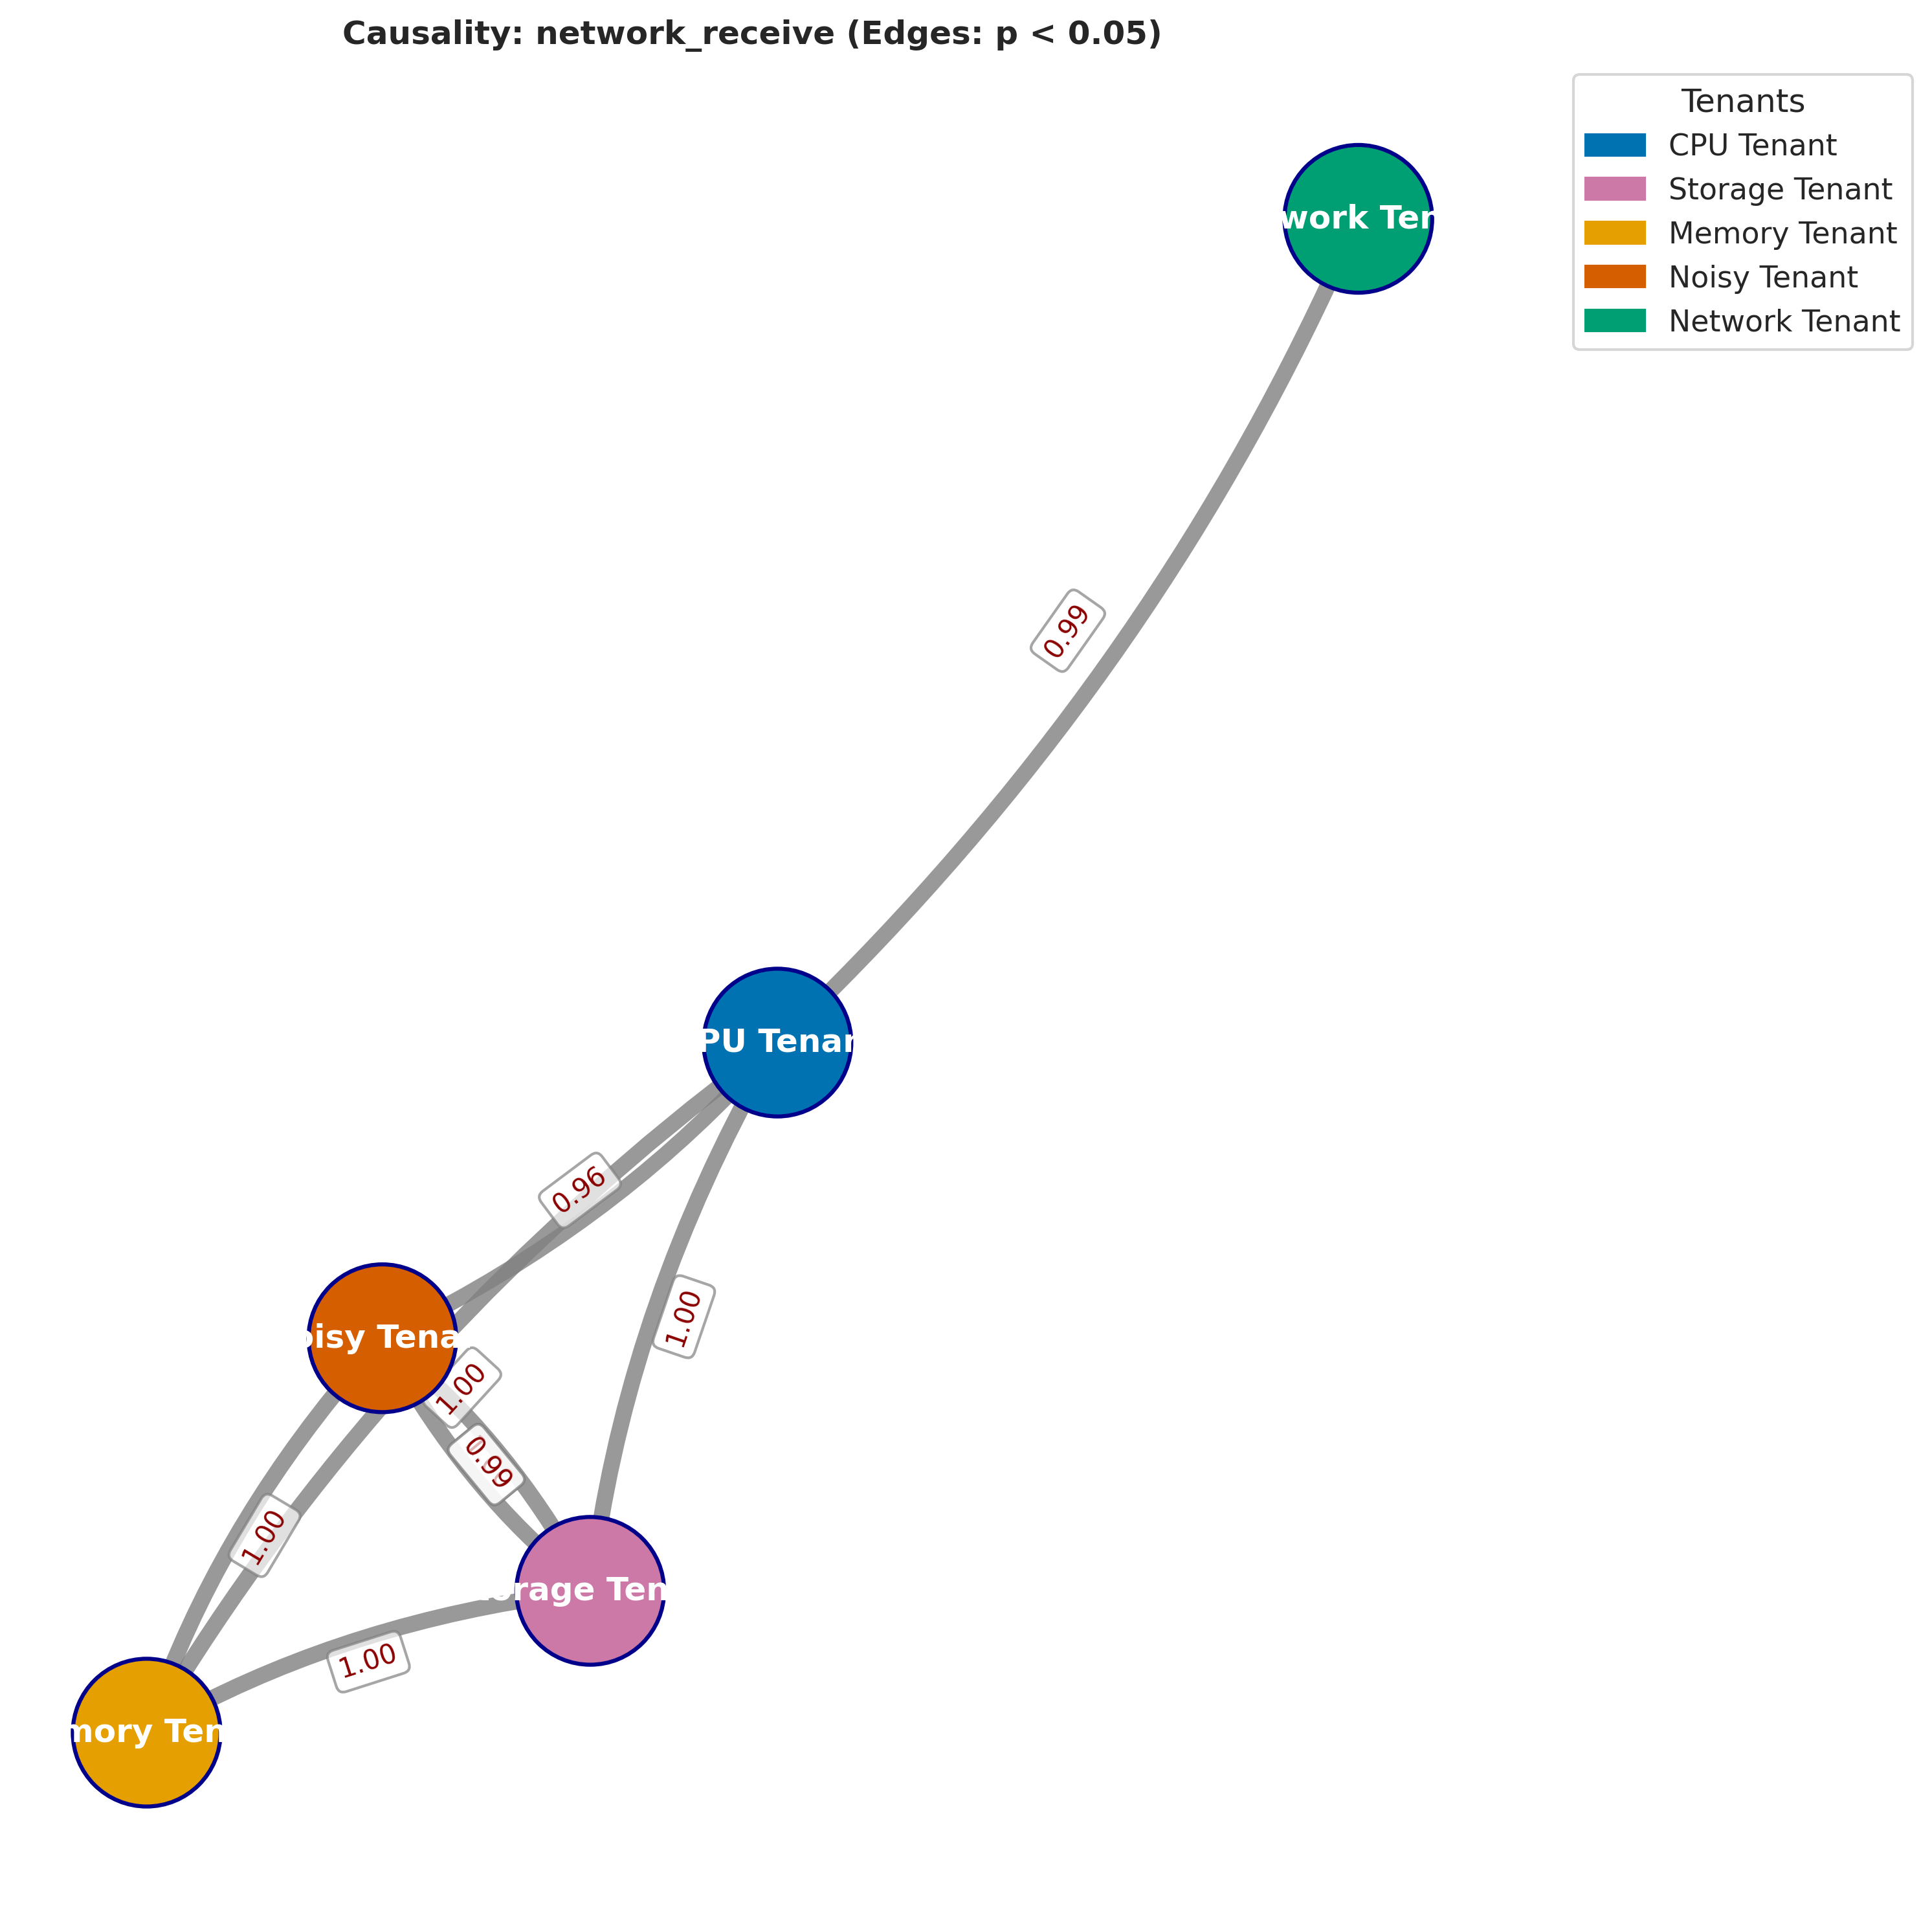 Causality: network_receive (Edges: p < 0.05)
Tenants
CPU Tenant
Storage Tenant
Memory Tenant
Noisy Tenant
Network Tenant
work Ten
0.99
PU Tenan
0.96
1.00
oisy Tena
1.00
0.99
1.00
orage Ten
1.00
mory Ten